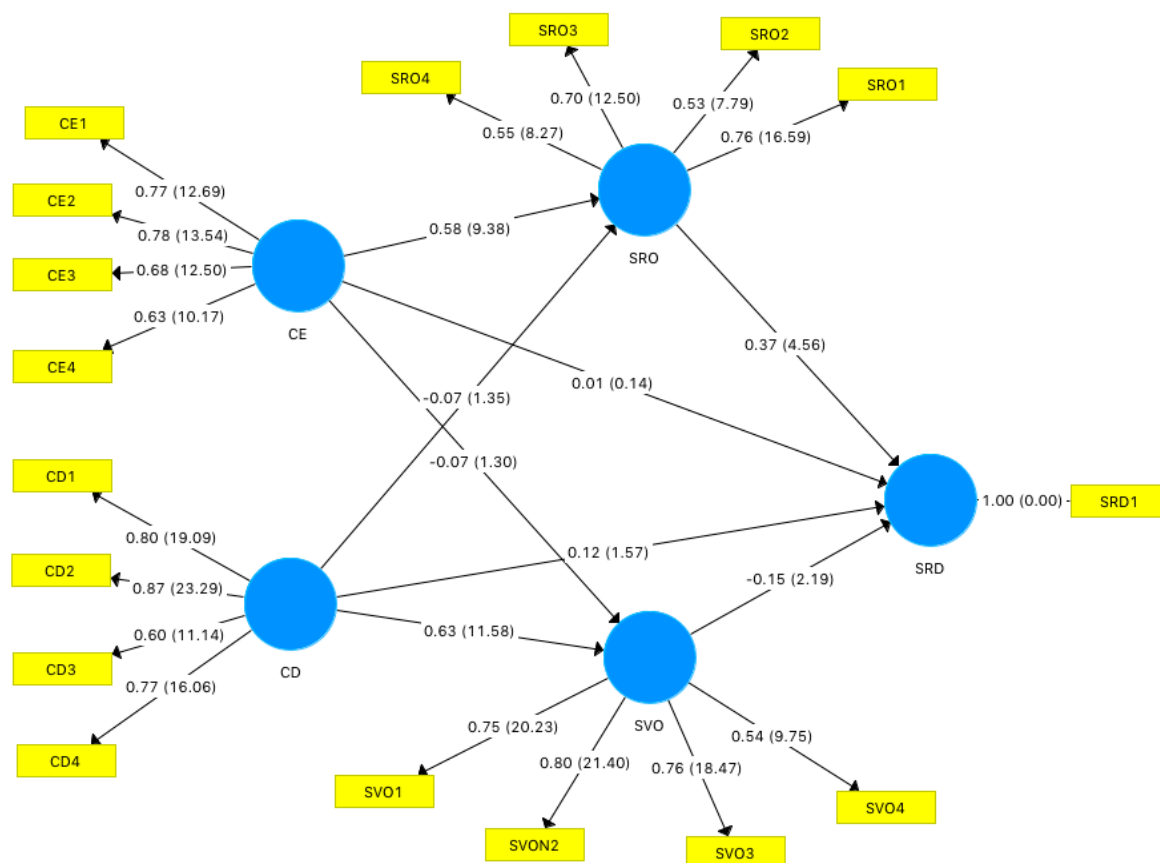 SRO3
SRO2
SRO4
SRO1
0.70 (12.50)
0.53 (7.79)
0.55 (8.27)
0.76 (16.59)
CE1
CE2
CE3
CE4
0.77 (12.69)
0.78 (13.54)
0.68 (12.50)
0.63 (10.17)
CE
0.58 (9.38)
SRO
0.37 (4.56)
0.01 (0.14)
-0.07 (1.35)
-0.07 (1.30)
CD1
CD2
CD3
CD4
0.80 (19.09)
0.87 (23.29)
0.60 (11.14)
0.77 (16.06)
CD
0.12 (1.57)
0.63 (11.58)
-0.15 (2.19)
SRD
1.00 (0.00)
SRD1
SVO
0.75 (20.23)
0.80 (21.40)
0.76 (18.47)
0.54 (9.75)
SVO1
SVON2
SVO3
SVO4